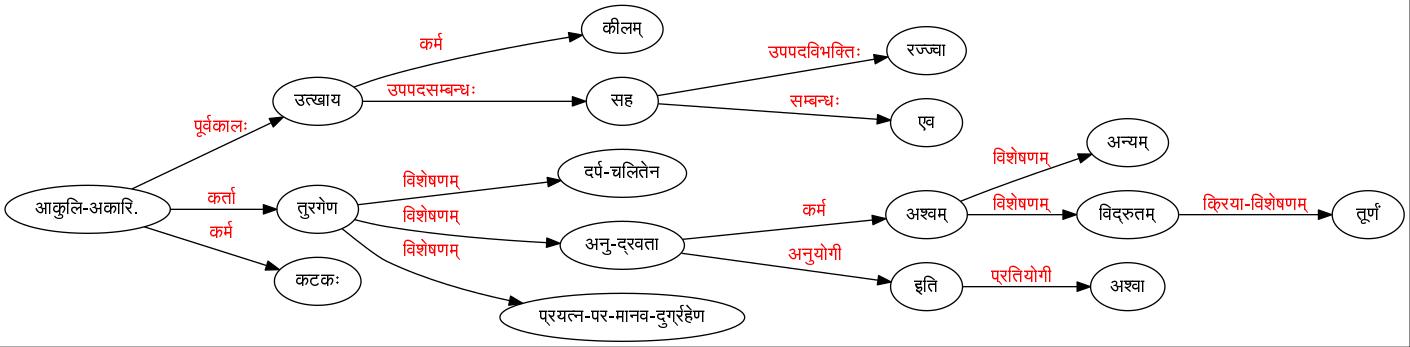 कीलम्
कर्म
उपपदविभक्तिः
रज्ज्वा
उत्खाय
उपपदसम्बन्धः
सह
सम्बन्धः
एव
पूर्वकालः
अन्यम्
विशेषणम्
दर्प-चलितेन
विशेषणम्
आकुलि-अकारि.
कर्ता
तुरगेण
विशेषणम्
कर्म
अश्वम्
विशेषणम्
विद्रुतम्
क्रिया-विशेषणम्
तूर्णं
कर्म
विशेषणम्
अनु-द्रवता
अनुयोगी
कटकः
इति
प्रतियोगी
अश्वा
प्रयत्न-पर-मानव-दुर्ग्रहेण